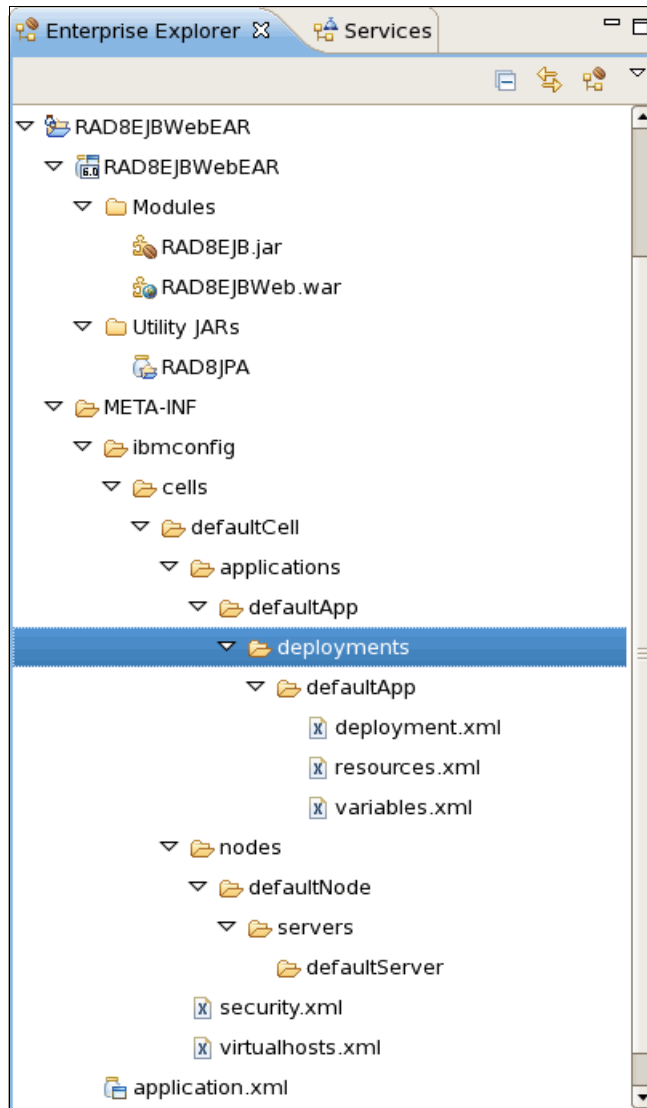 Enterprise Explorer Services
RAD8EJBWebEAR
6.0 RAD8EJBWebEAR
Modules
RAD8EJB.jar
RAD8EJBWeb.war
Utility JARs
RAD8JPA
META-INF
ibmconfig
cells
defaultCell
applications
defaultApp
deployments
defaultApp
X deployment.xml
X resources.xml
X variables.xml
nodes
defaultNode
servers
defaultServer
X security.xml
X virtualhosts.xml
application.xml